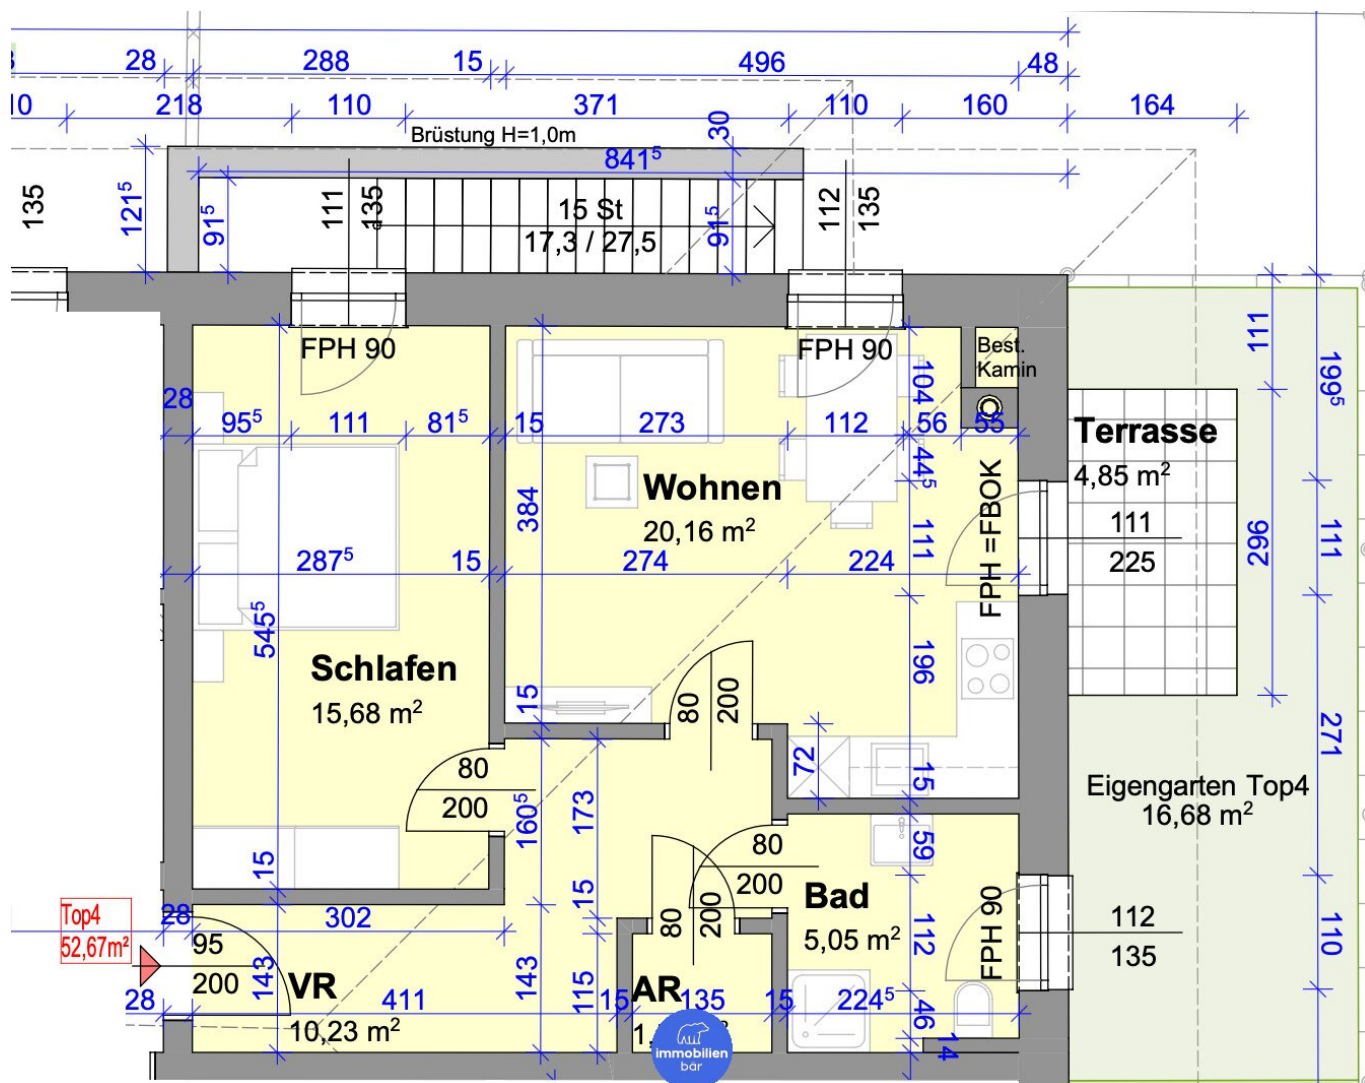 28 288 15 496 48
10 218 110 371 110 160 164
Brüstung H=1,0m
30
841⁵
135
121⁵
91⁵
111
135
15 St
17,3 / 27,5
91⁵
112
135
FPH 90
FPH 90
Best.
Kamin
104
111
199⁵
28
95⁵ 111 81⁵ 15 273 112 56 55
Terrasse
4,85 m²
44⁵
Wohnen
20,16 m²
384
FPH =FBOK
111
111
225
296
111
287⁵ 15 274 224
545⁵
Schlafen
15,68 m²
15
80
200
196
72
15
271
80
200
160⁵
173
Eigengarten Top4
16,68 m²
59
80
200
15
15
Bad
5,05 m²
Top4
52,67m²
28
302
95
200
143
143
80
200
115
112
FPH 90
112
135
110
VR
10,23 m²
AR
28 411 15 135 15 224⁵
46
1,
14
immobilien
bär